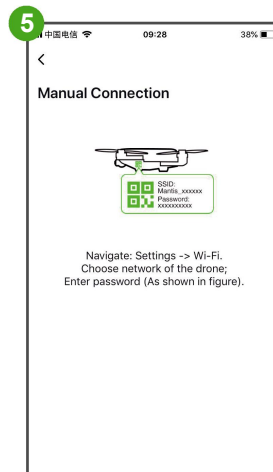 5
中国电信 09:28 38%
Manual Connection
SSID:
Mantis_xxxxxx
Password:
xxxxxxxxxx
Navigate: Settings -> Wi-Fi.
Choose network of the drone;
Enter password (As shown in figure).